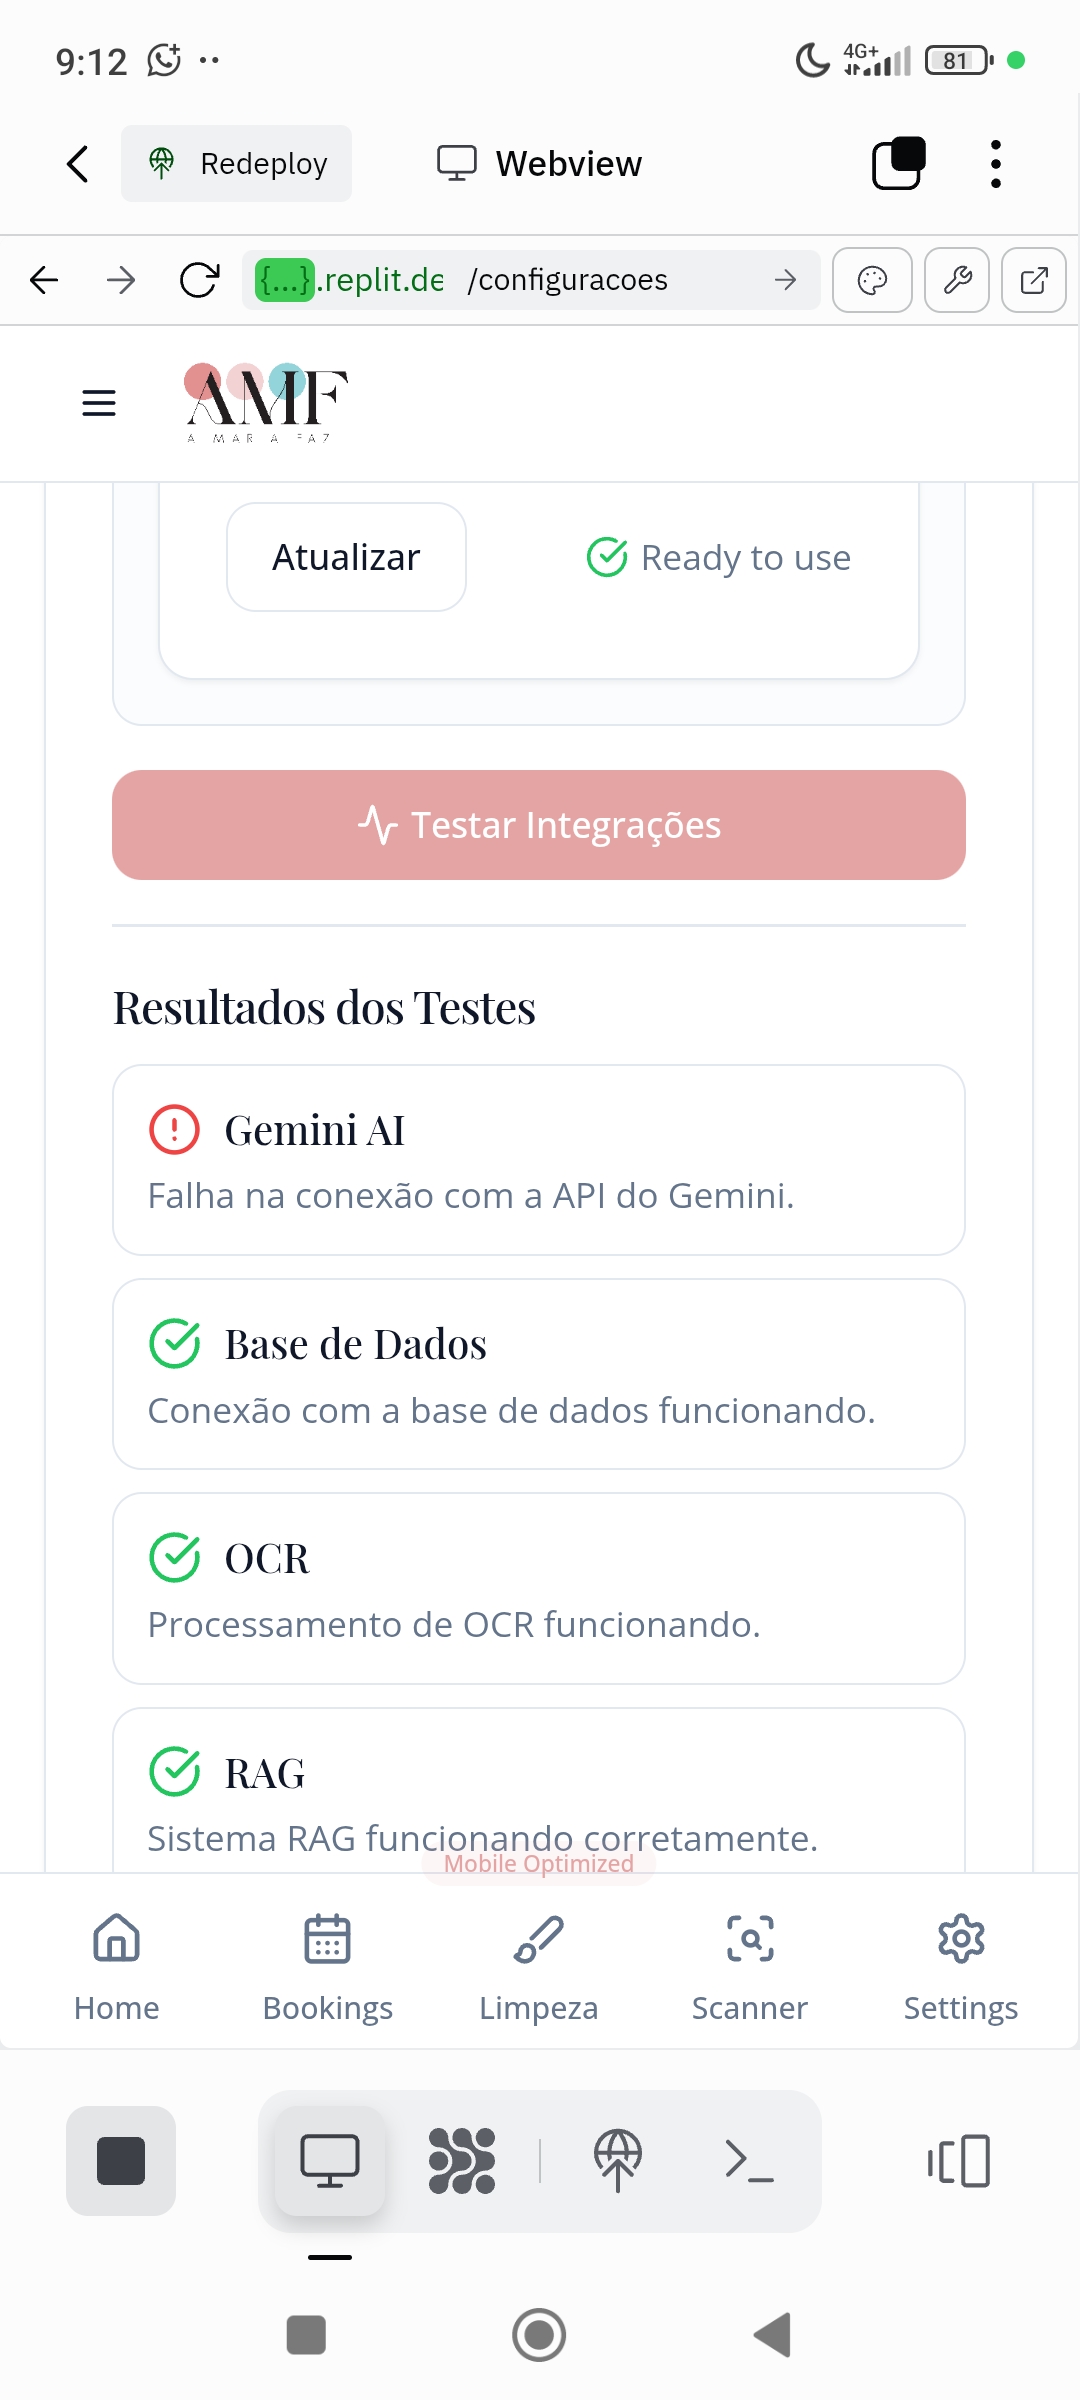 9:12
4G+
81
Redeploy
Webview
{...}.replit.de /configuracoes
AMF
A MAR A FAZ
Atualizar
Ready to use
Testar Integrações
Resultados dos Testes
Gemini AI
Falha na conexão com a API do Gemini.
Base de Dados
Conexão com a base de dados funcionando.
OCR
Processamento de OCR funcionando.
RAG
Sistema RAG funcionando corretamente.
Mobile Optimized
Home
Bookings
Limpeza
Scanner
Settings